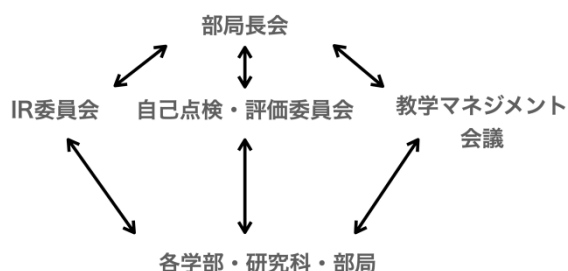 部局長会
IR委員会
自己点検・評価委員会
教学マネジメント
会議
各学部・研究科・部局